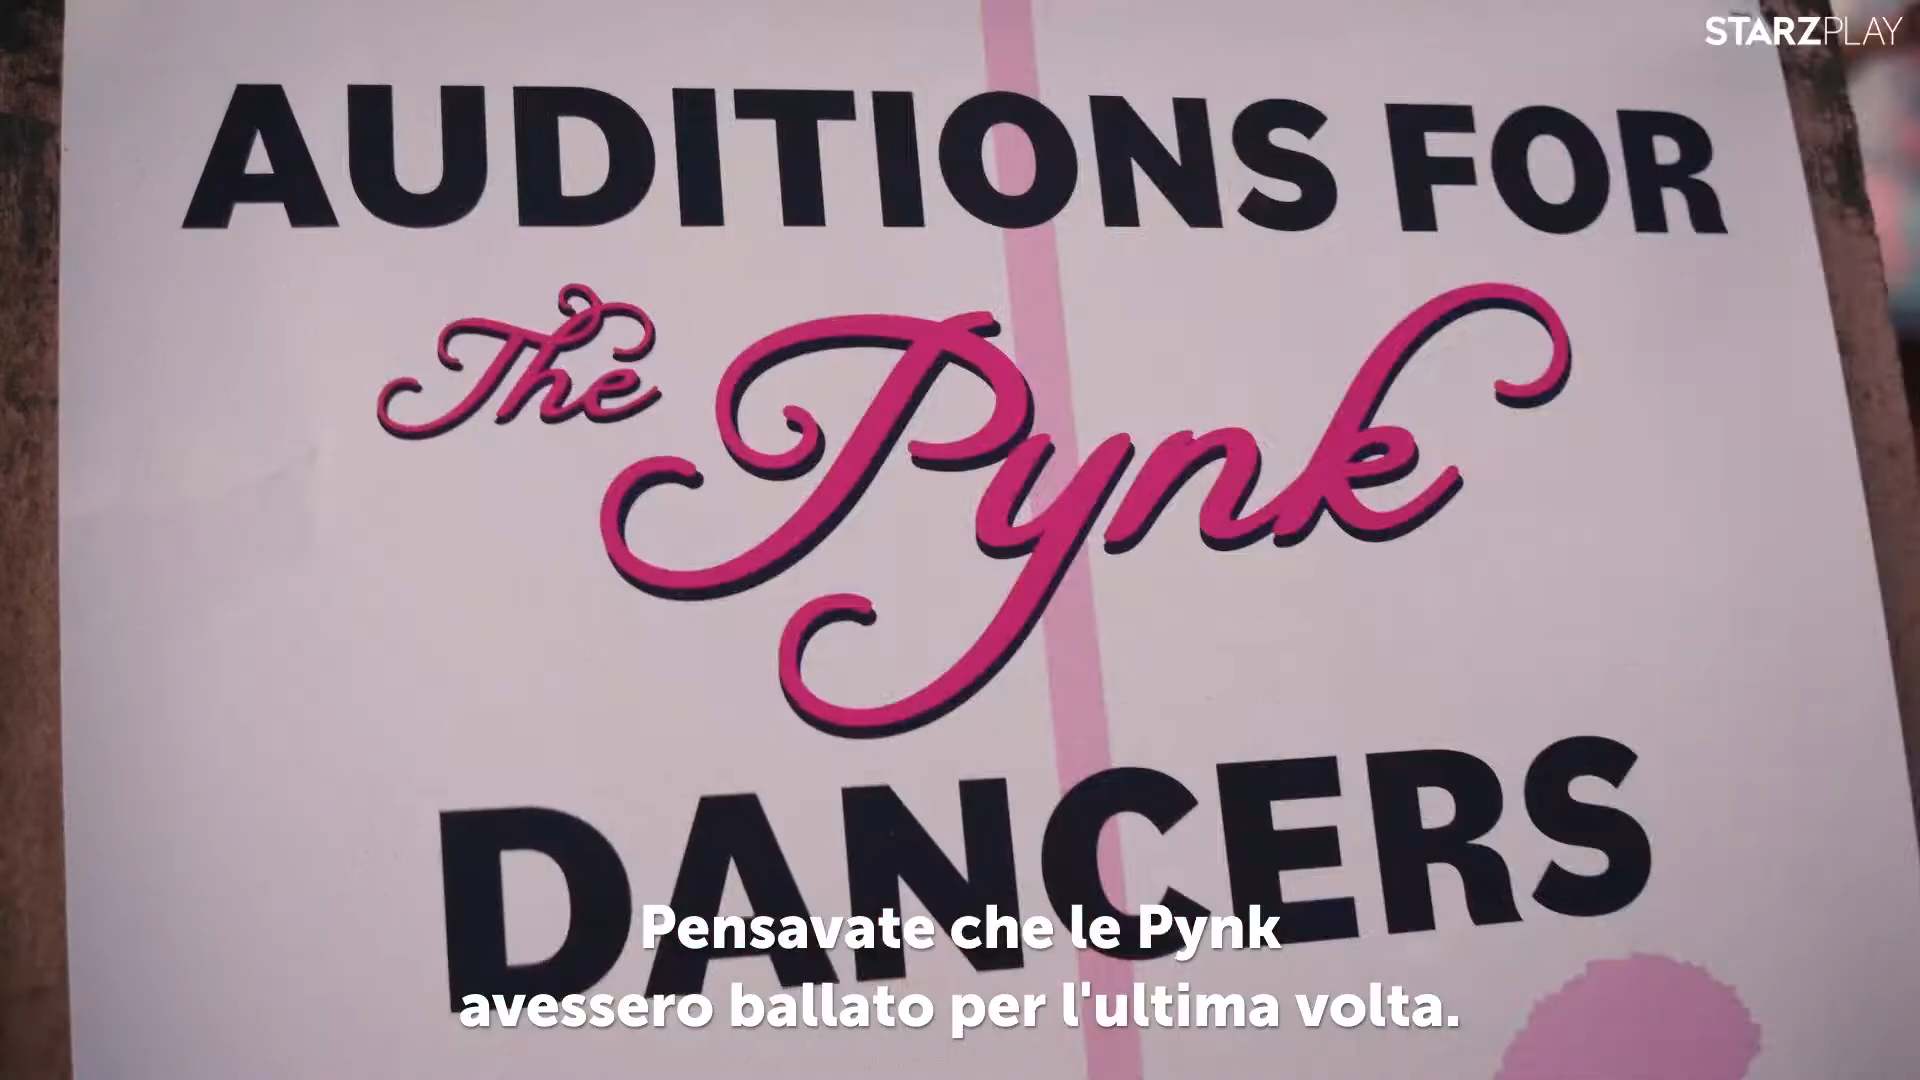 STARZPLAY
AUDITIONS FOR
The Pynk
DANCERS
Pensavate che le Pynk
avessero ballato per l'ultima volta.